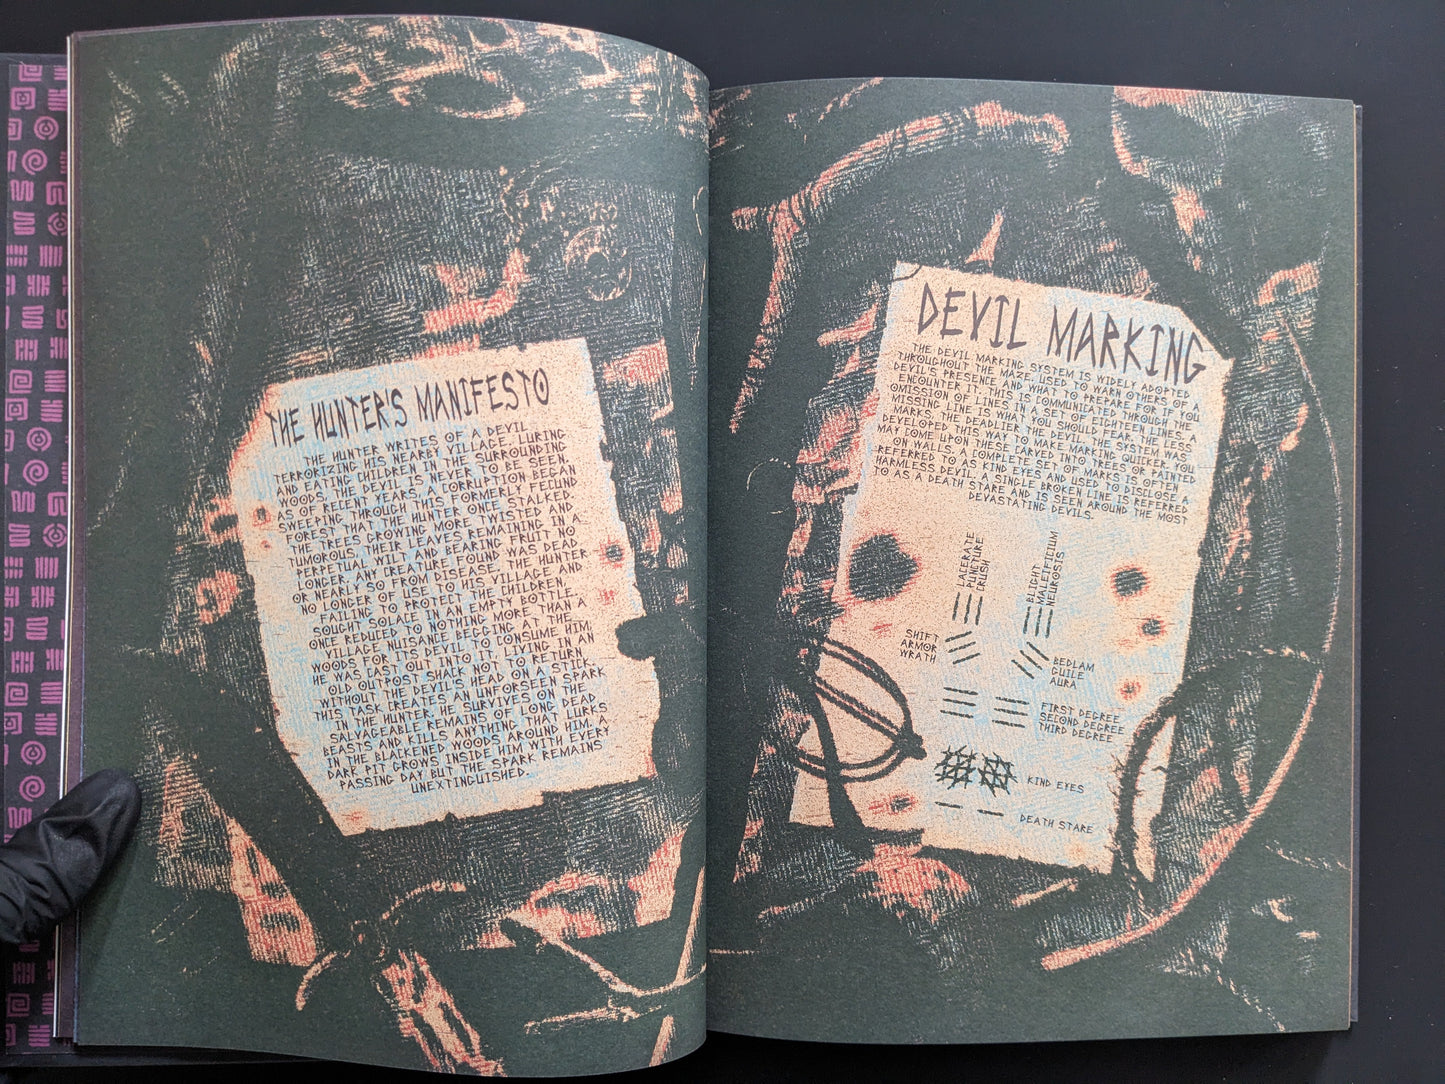 THE HUNTER'S MANIFESTO
THE HUNTER WRITES OF A DEVIL
TERRORIZING HIS NEARBY VILLAGE, LURING
AND EATING CHILDREN IN THE SURROUNDING
WOODS. THE DEVIL IS NEVER TO BE SEEN.
AS OF RECENT YEARS, A CORRUPTION BEGAN
SWEEPING THROUGH THIS FORMERLY FECUND
FOREST THAT THE HUNTER ONCE STALKED.
THE TREES GROWING MORE TWISTED AND
TUMOROUS. THEIR LEAVES REMAINING IN A
PERPETUAL WILT AND BEARING FRUIT NO
LONGER. ANY CREATURE FOUND WAS DEAD
OR NEARLY SO FROM DISEASE. THE HUNTER
NO LONGER OF USE TO HIS VILLAGE AND
FAILING TO PROTECT THE CHILDREN,
SOUGHT SOLACE IN AN EMPTY BOTTLE.
ONCE REDUCED TO NOTHING MORE THAN A
VILLAGE NUISANCE BEGGING AT THE
WOODS FOR ITS DEVIL TO CONSUME HIM,
HE WAS CAST OUT INTO IT. LIVING IN AN
OLD OUTPOST SHACK NOT TO RETURN
WITHOUT THE DEVIL'S HEAD ON A STICK.
THIS TASK CREATES AN UNFORSEEN SPARK
IN THE HUNTER. HE SURVIVES ON THE
SALVAGEABLE REMAINS OF LONG DEAD
BEASTS AND KILLS ANYTHING THAT LURKS
IN THE BLACKENED WOODS AROUND HIM. A
DARK PIT GROWS INSIDE HIM WITH EVERY
PASSING DAY BUT THE SPARK REMAINS
UNEXTINGUISHED.
DEVIL MARKING
THE DEVIL MARKING SYSTEM IS WIDELY ADOPTED
THROUGHOUT THE MAZE, USED TO WARN OTHERS OF A
DEVIL'S PRESENCE AND WHAT TO PREPARE FOR IF YOU
ENCOUNTER IT. THIS IS COMMUNICATED THROUGH THE
OMISSION OF LINES IN A SET OF EIGHTEEN LINES. A
MISSING LINE IS WHAT YOU SHOULD FEAR. THE LESS
MARKS, THE DEADLIER THE DEVIL. THE SYSTEM WAS
DEVELOPED THIS WAY TO MAKE MARKING QUICKER. YOU
MAY COME UPON THESE CARVED INTO TREES OR PAINTED
ON WALLS. A COMPLETE SET OF MARKS IS OFTEN
REFERRED TO AS KIND EYES AND USED TO DISCLOSE A
HARMLESS DEVIL. A SINGLE BROKEN LINE IS REFERRED
TO AS A DEATH STARE AND IS SEEN AROUND THE MOST
DEVASTATING DEVILS.
LACERATE
PUNCTURE
CRUSH
BLIGHT
MALEIFICIUM
NEUROSIS
SHIFT
ARMOR
WRATH
BEDLAM
GUILE
AURA
FIRST DEGREE
SECOND DEGREE
THIRD DEGREE
KIND EYES
DEATH STARE